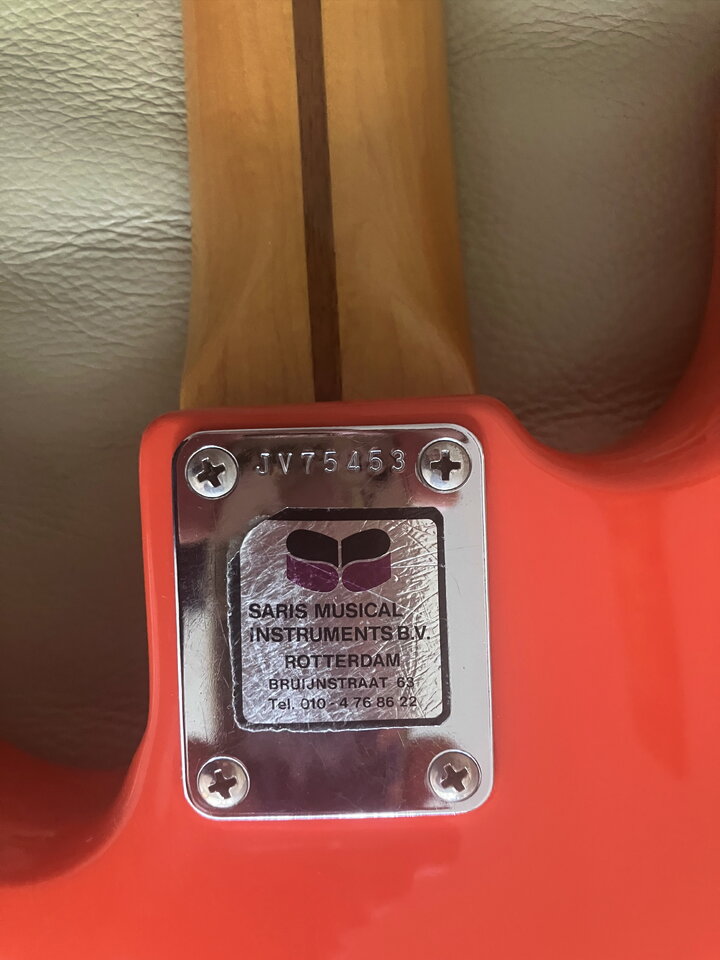 JV75453
SARIS MUSICAL
INSTRUMENTS B.V.
ROTTERDAM
BRUIJNSTRAAT 63
Tel. 010 - 4 76 86 22